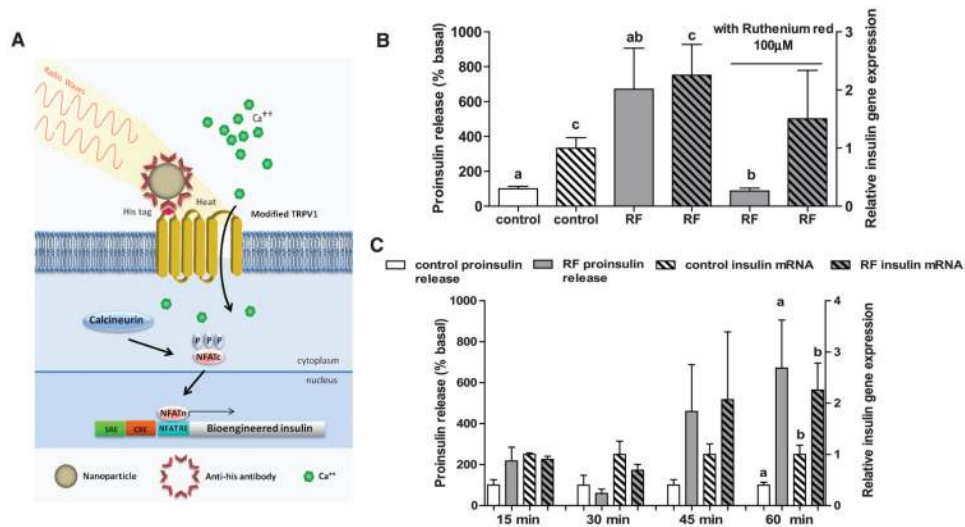 A
Radio Waves
Ca++
His tag
Heat
Modified TRPV1
Calcineurin
P P P
NFATc
cytoplasm
nucleus
NFATn
SRE CRE NFATRE Bioengineered insulin
Nanoparticle
Anti-his antibody
Ca++
B
with Ruthenium red
100μM
Proinsulin release (% basal)
1000
800
600
400
200
0
a
c
ab
c
b
control control RF RF RF RF
3
2
1
0
Relative insulin gene expression
C
control proinsulin release
RF proinsulin release
control insulin mRNA
RF insulin mRNA
Proinsulin release (% basal)
1000
800
600
400
200
0
a
a
b
b
15 min 30 min 45 min 60 min
4
3
2
1
0
Relative insulin gene expression